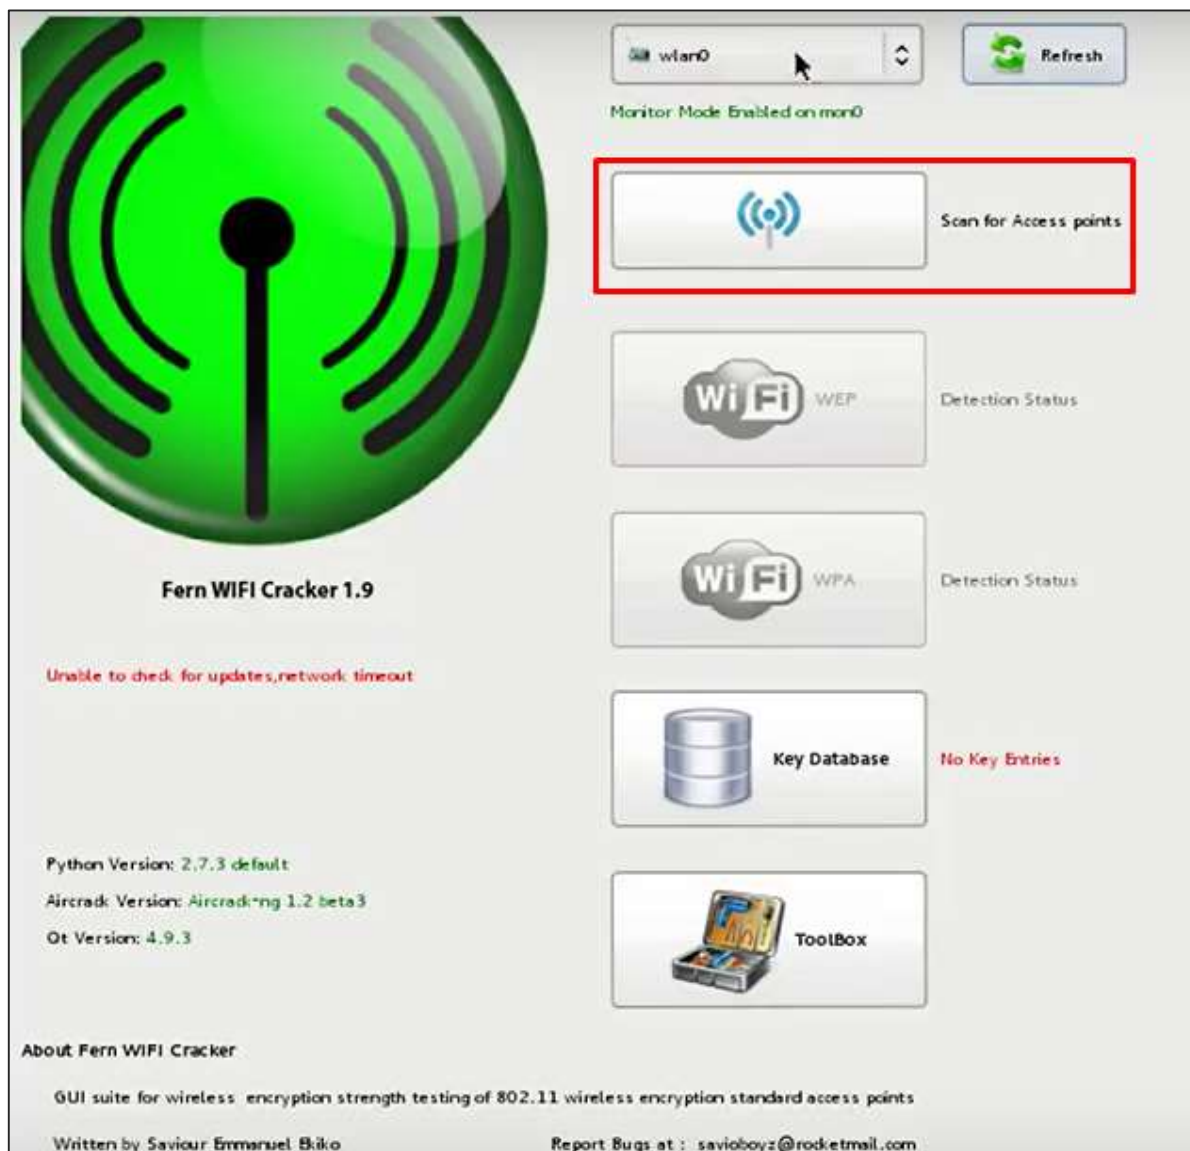 wlan0
Refresh
Monitor Mode Enabled on mon0
Scan for Access points
WiFi WEP
Detection Status
WiFi WPA
Detection Status
Fern WIFI Cracker 1.9
Unable to check for updates,network timeout
Key Database
No Key Entries
Python Version: 2.7.3 default
Aircrack Version: Aircrack-ng 1.2 beta3
Qt Version: 4.9.3
ToolBox
About Fern WIFI Cracker
GUI suite for wireless encryption strength testing of 802.11 wireless encryption standard access points
Written by Saviour Emmanuel Ekiko
Report Bugs at : savioboyz@rocketmail.com